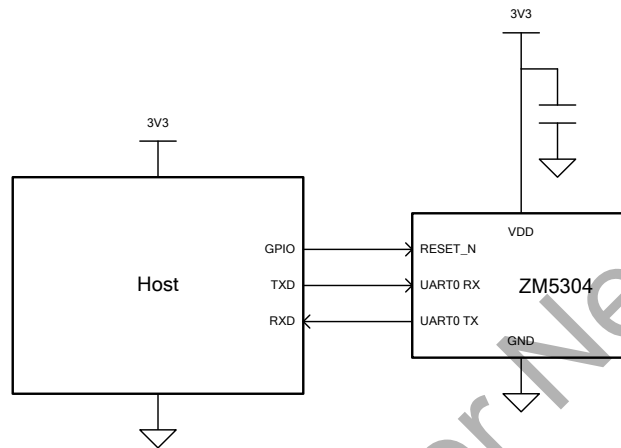 3V3
3V3
VDD
GPIO
RESET_N
Host
TXD
UART0 RX
ZM5304
RXD
UART0 TX
GND